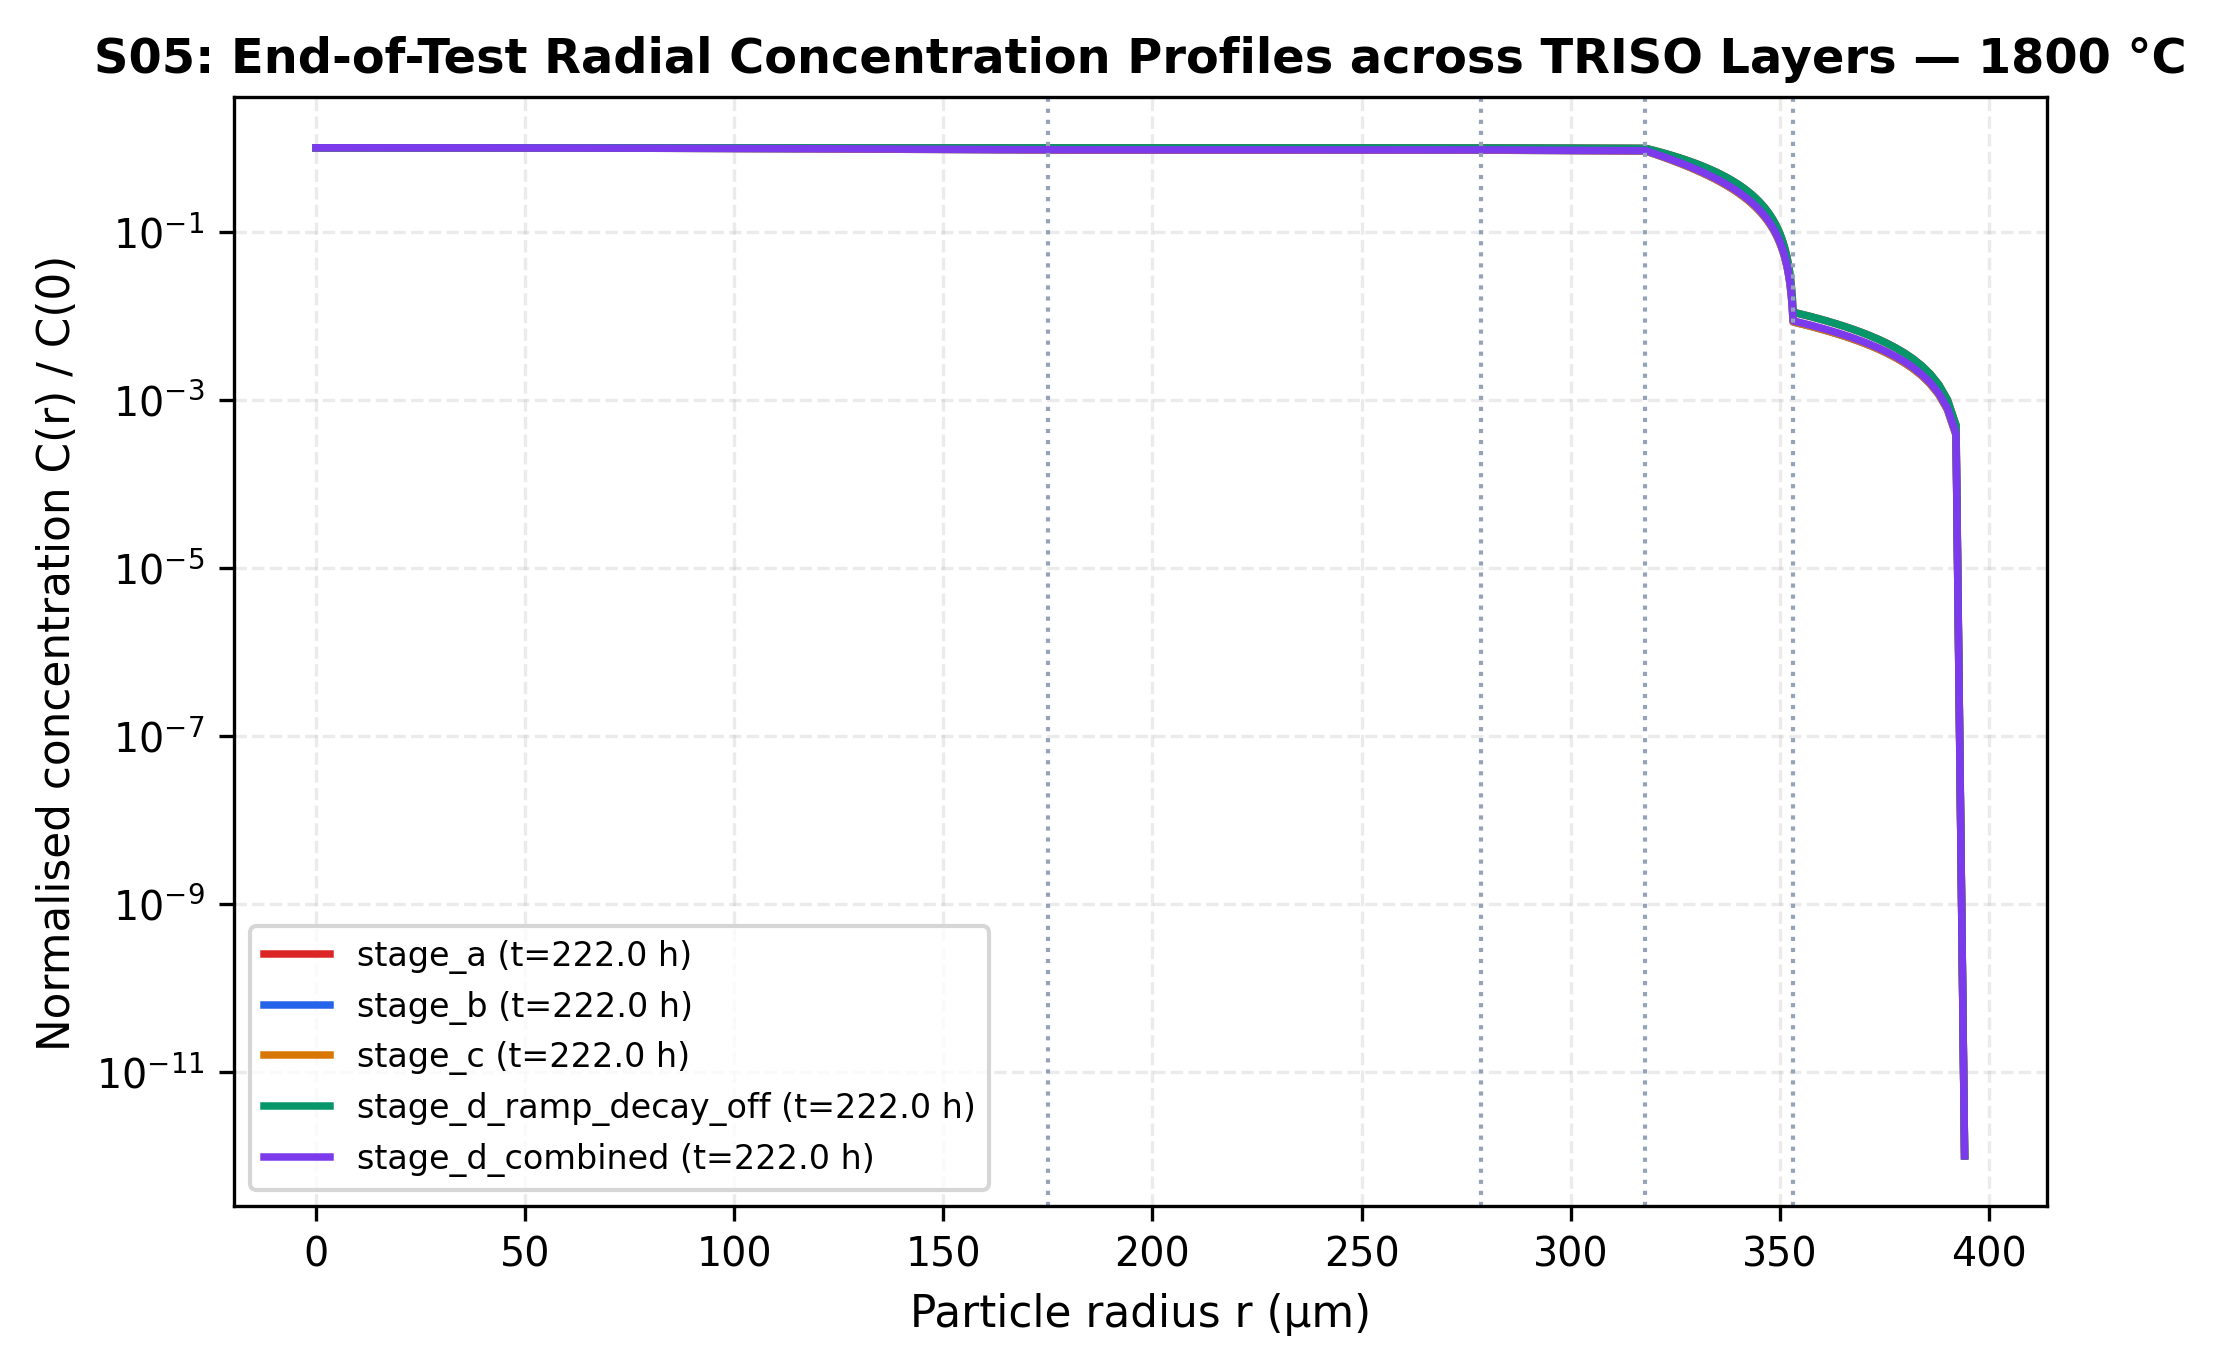 S05: End-of-Test Radial Concentration Profiles across TRISO Layers — 1800 °C
Normalised concentration C(r) / C(0)
10⁻¹
10⁻³
10⁻⁵
10⁻⁷
10⁻⁹
10⁻¹¹
stage_a (t=222.0 h)
stage_b (t=222.0 h)
stage_c (t=222.0 h)
stage_d_ramp_decay_off (t=222.0 h)
stage_d_combined (t=222.0 h)
0 50 100 150 200 250 300 350 400
Particle radius r (µm)